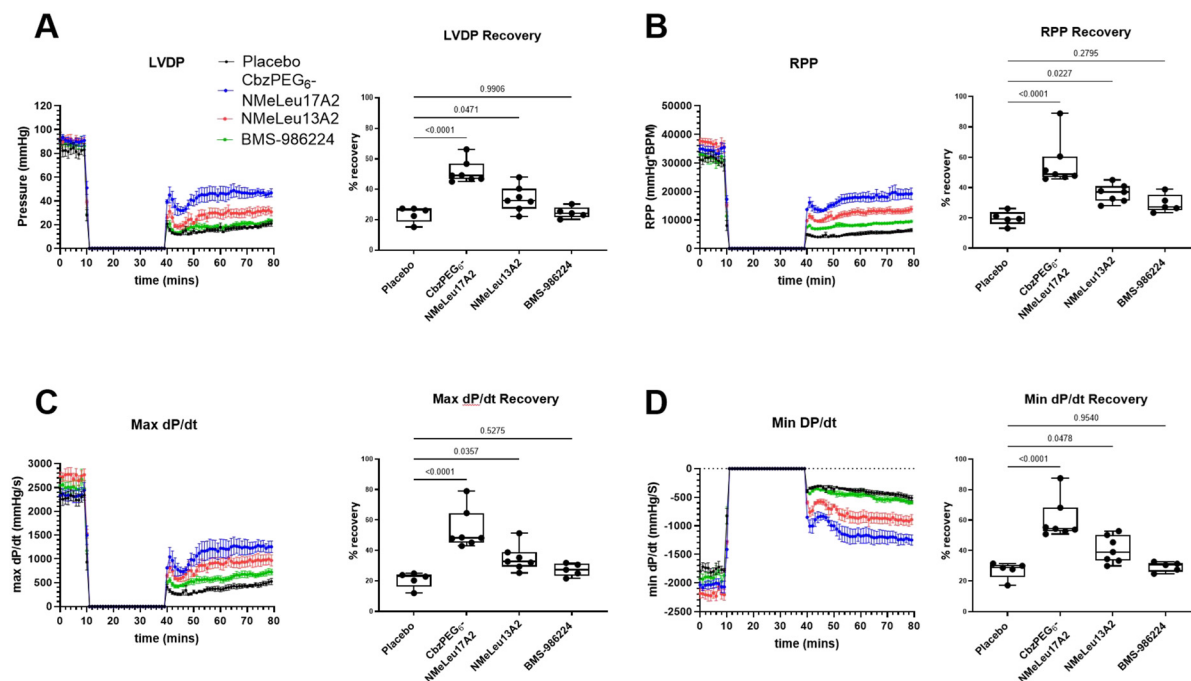 A
LVDP
Placebo
CbzPEG6-
NMeLeu17A2
NMeLeu13A2
BMS-986224
Pressure (mmHg)
120
100
80
60
40
20
0
0 10 20 30 40 50 60 70 80
time (mins)
LVDP Recovery
0.9906
0.0471
<0.0001
% recovery
100
80
60
40
20
0
Placebo
CbzPEG6-
NMeLeu17A2
NMeLeu13A2
BMS-986224
B
RPP
RPP (mmHg*BPM)
50000
40000
30000
20000
10000
0
0 10 20 30 40 50 60 70 80
time (mins)
RPP Recovery
0.2795
0.0227
<0.0001
% recovery
100
80
60
40
20
0
Placebo
CbzPEG6-
NMeLeu17A2
NMeLeu13A2
BMS-986224
C
Max dP/dt
max dP/dt (mmHg/s)
3000
2500
2000
1500
1000
500
0
0 10 20 30 40 50 60 70 80
time (mins)
Max dP/dt Recovery
0.5275
0.0357
<0.0001
% recovery
100
80
60
40
20
0
Placebo
CbzPEG6-
NMeLeu17A2
NMeLeu13A2
BMS-986224
D
Min DP/dt
min dP/dt (mmHg/S)
0
-500
-1000
-1500
-2000
-2500
0 10 20 30 40 50 60 70 80
time (mins)
Min dP/dt Recovery
0.9540
0.0478
<0.0001
% recovery
100
80
60
40
20
0
Placebo
CbzPEG6-
NMeLeu17A2
NMeLeu13A2
BMS-986224